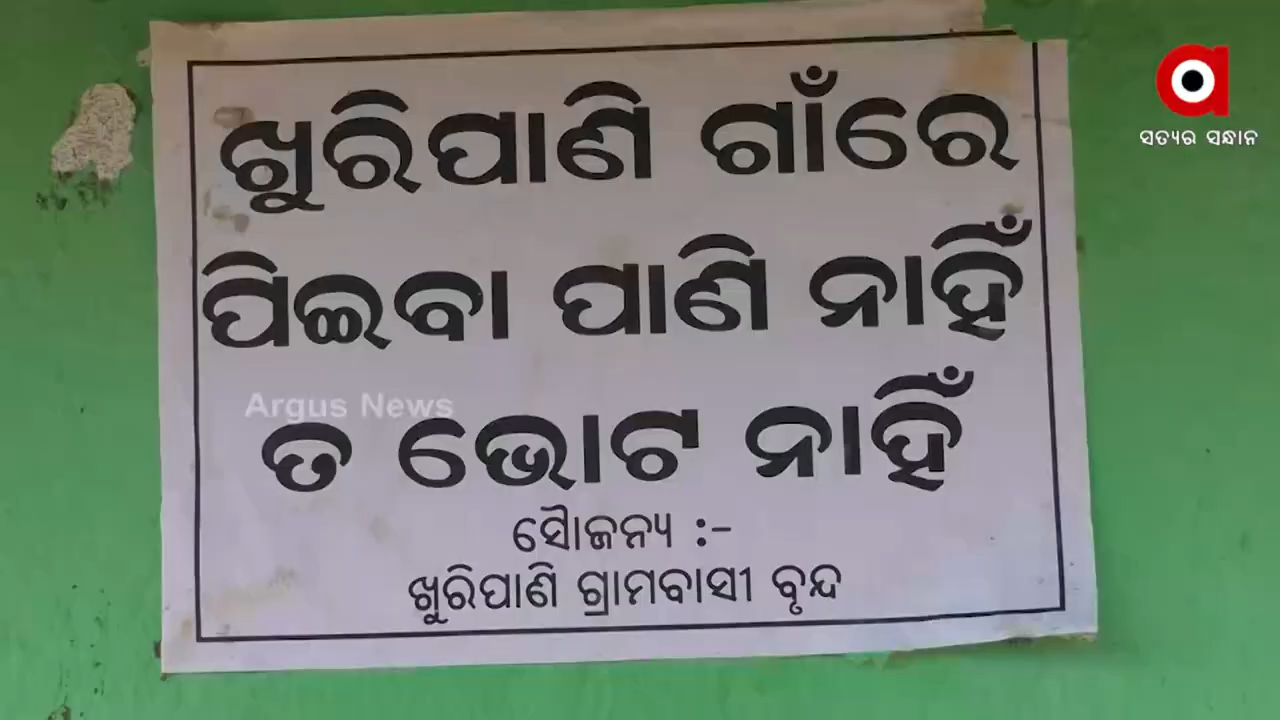 ଖୁରିପାଣି ଗାଁରେ
ପିଇବା ପାଣି ନାହିଁ
ତ ଭୋଟ ନାହିଁ
ସୌଜନ୍ୟ :-
ଖୁରିପାଣି ଗ୍ରାମବାସୀ ବୃନ୍ଦ
Argus News
ସତ୍ୟର ସନ୍ଧାନ